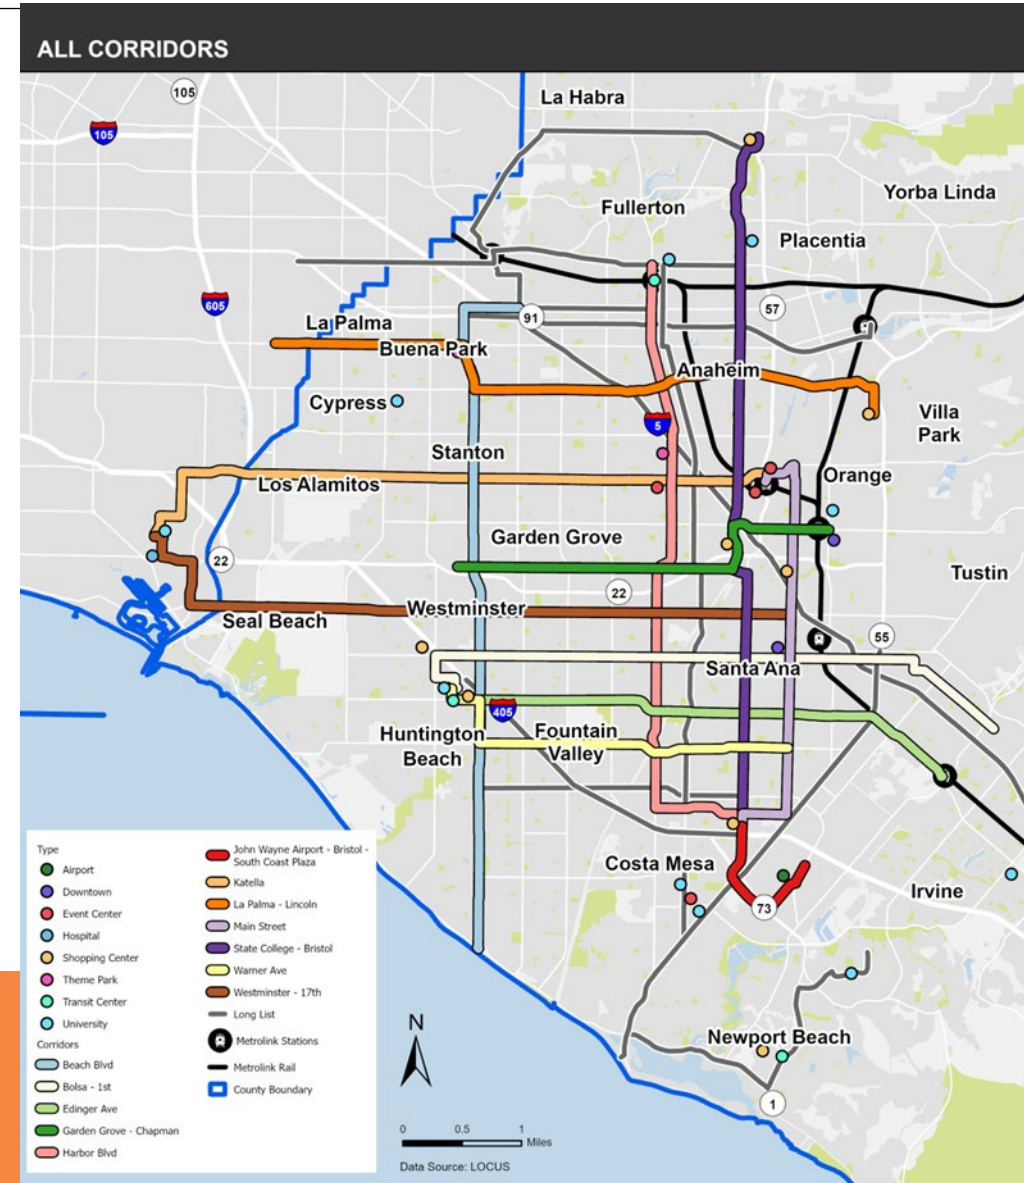 ALL CORRIDORS
105
La Habra
105
Yorba Linda
Fullerton
Placentia
605
57
91
La Palma
Buena Park
Anaheim
Cypress
Villa
Park
5
Stanton
Orange
Los Alamitos
Garden Grove
22
Tustin
22
Westminster
Seal Beach
55
Santa Ana
405
Huntington
Beach
Fountain
Valley
Costa Mesa
Irvine
73
Newport Beach
1
Type
Airport
Downtown
Event Center
Hospital
Shopping Center
Theme Park
Transit Center
University
Corridors
Beach Blvd
Bolsa - 1st
Edinger Ave
Garden Grove - Chapman
Harbor Blvd
John Wayne Airport - Bristol -
South Coast Plaza
Katella
La Palma - Lincoln
Main Street
State College - Bristol
Warner Ave
Westminster - 17th
Long List
Metrolink Stations
Metrolink Rail
County Boundary
N
0 0.5 1
Miles
Data Source: LOCUS